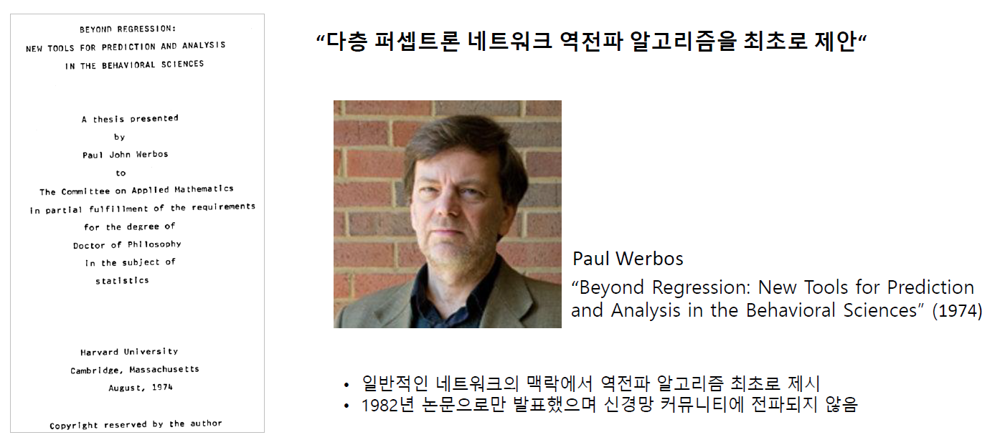 BEYOND REGRESSION:
NEW TOOLS FOR PREDICTION AND ANALYSIS
IN THE BEHAVIORAL SCIENCES
A thesis presented
by
Paul John Werbos
to
The Committee on Applied Mathematics
in partial fulfillment of the requirements
for the degree of
Doctor of Philosophy
in the subject of
statistics
Harvard University
Cambridge, Massachusetts
August, 1974
Copyright reserved by the author
“다층 퍼셉트론 네트워크 역전파 알고리즘을 최초로 제안“
Paul Werbos
“Beyond Regression: New Tools for Prediction
and Analysis in the Behavioral Sciences” (1974)
• 일반적인 네트워크의 맥락에서 역전파 알고리즘 최초로 제시
• 1982년 논문으로만 발표했으며 신경망 커뮤니티에 전파되지 않음